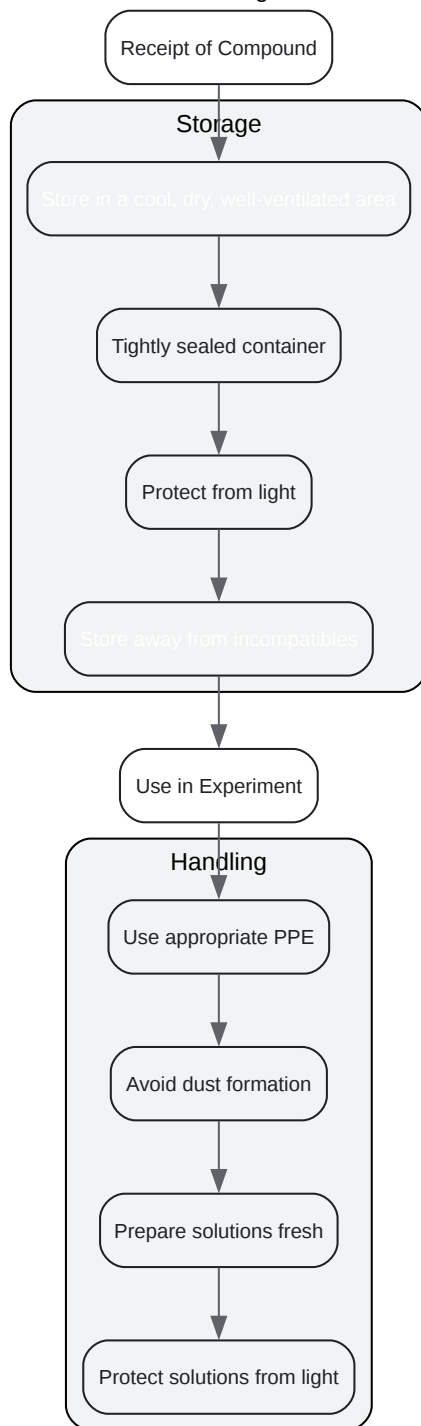 Receipt of Compound
Storage
Store in a cool, dry, well-ventilated area
Tightly sealed container
Protect from light
Store away from incompatibles
Use in Experiment
Handling
Use appropriate PPE
Avoid dust formation
Prepare solutions fresh
Protect solutions from light